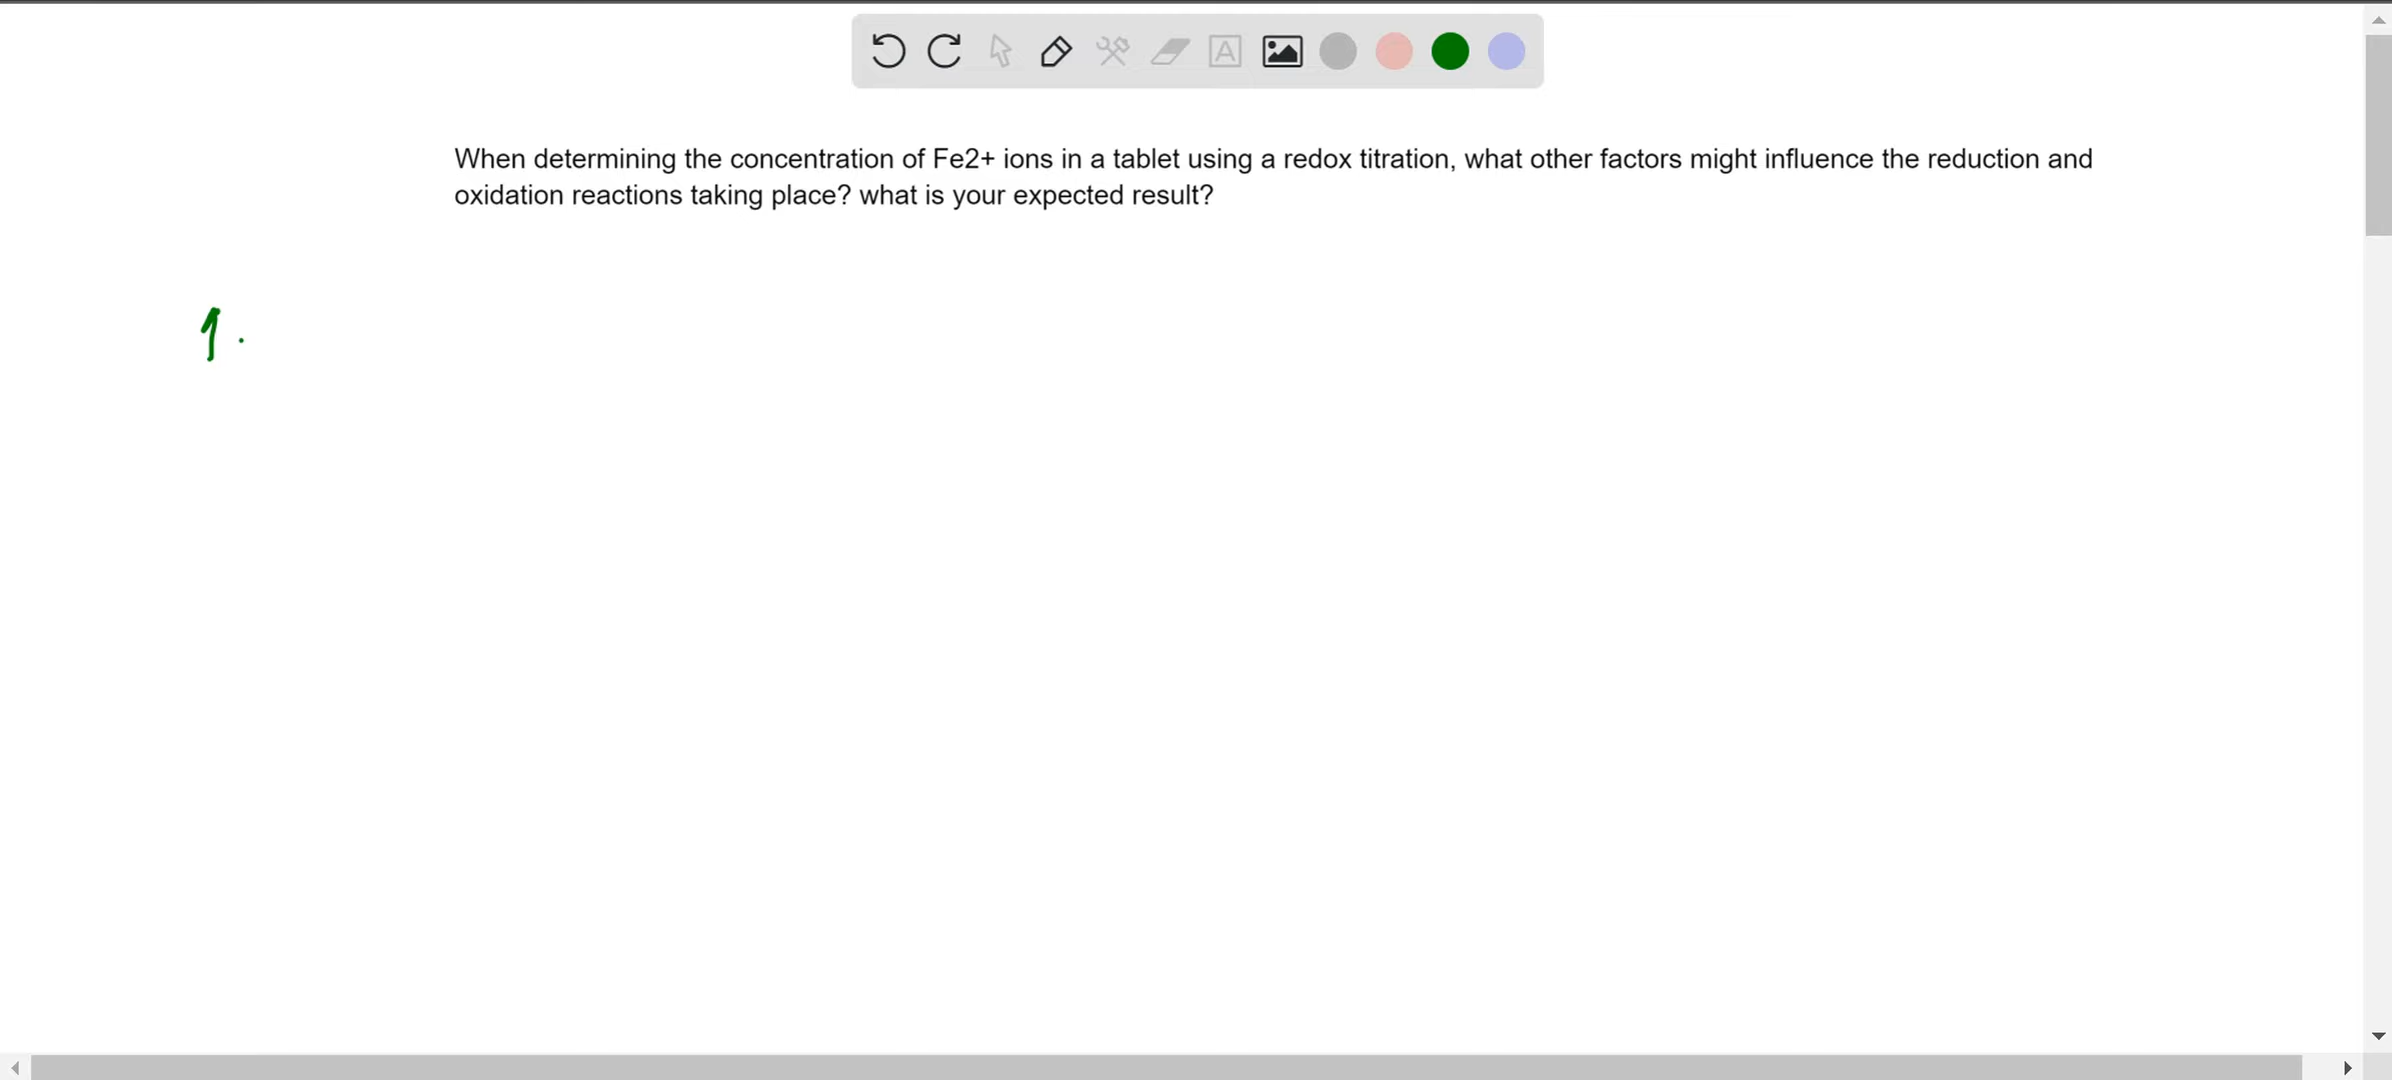 A
When determining the concentration of Fe2+ ions in a tablet using a redox titration, what other factors might influence the reduction and
oxidation reactions taking place? what is your expected result?
1.